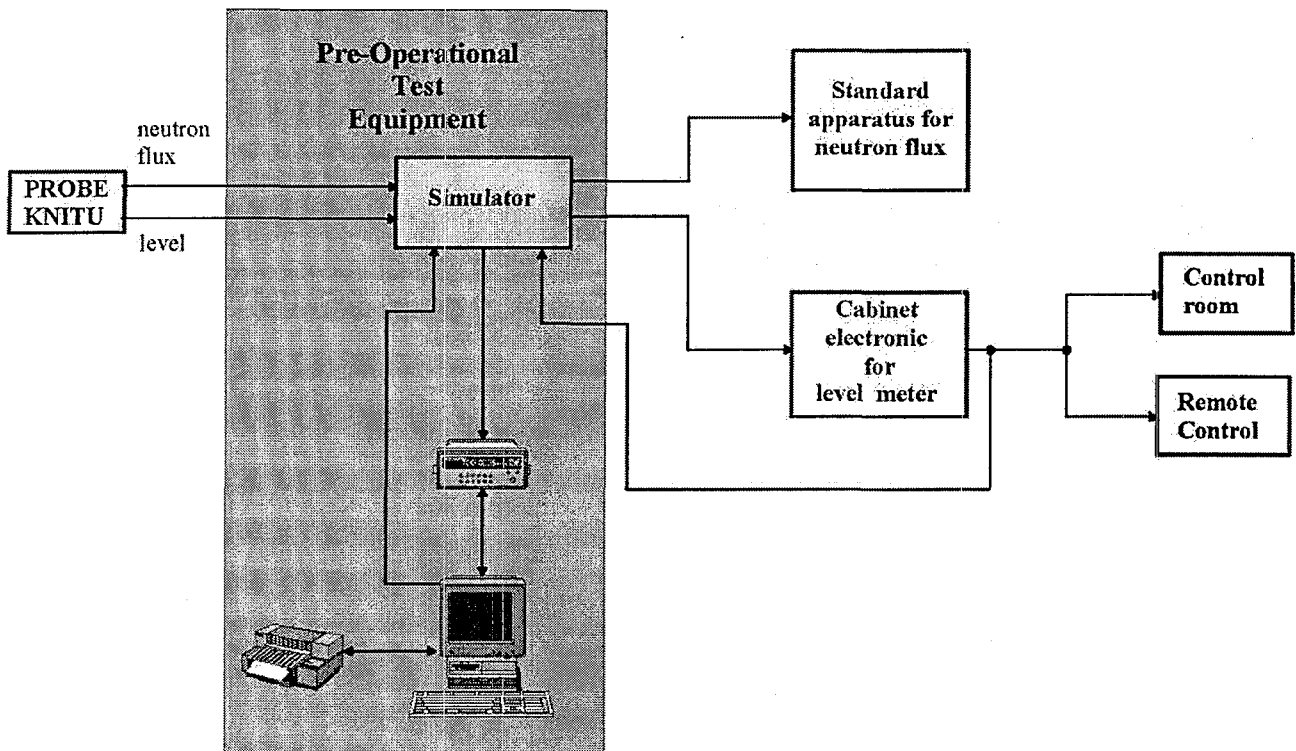 Pre-Operational
Test
Equipment
neutron
flux
PROBE
KNITU
level
Simulator
Standard
apparatus for
neutron flux
Cabinet
electronic
for
level meter
Control
room
Remote
Control